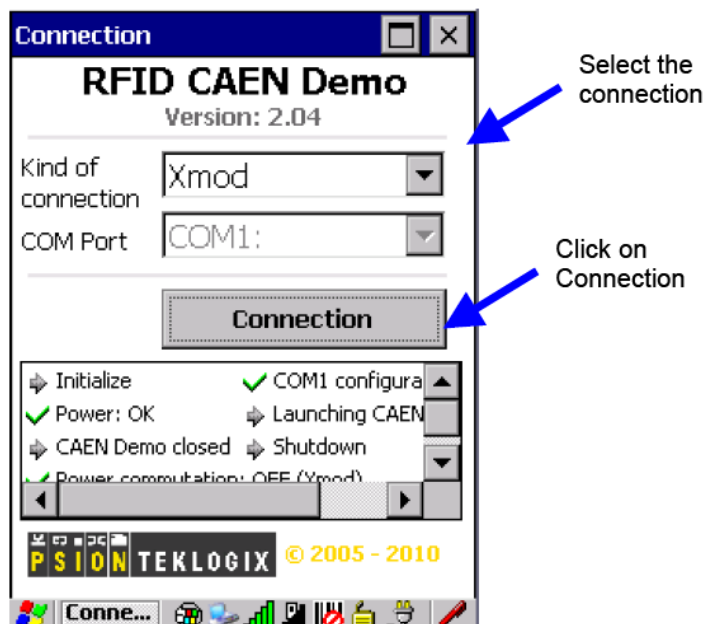 Connection
RFID CAEN Demo
Version: 2.04
Kind of
connection
Xmod
COM Port
COM1:
Connection
Initialize
COM1 configura
Power: OK
Launching CAEN
CAEN Demo closed
Shutdown
Power commutation: OFF (Xmod)
PSION TEKLOGIX © 2005 - 2010
Conne...
Select the
connection
Click on
Connection